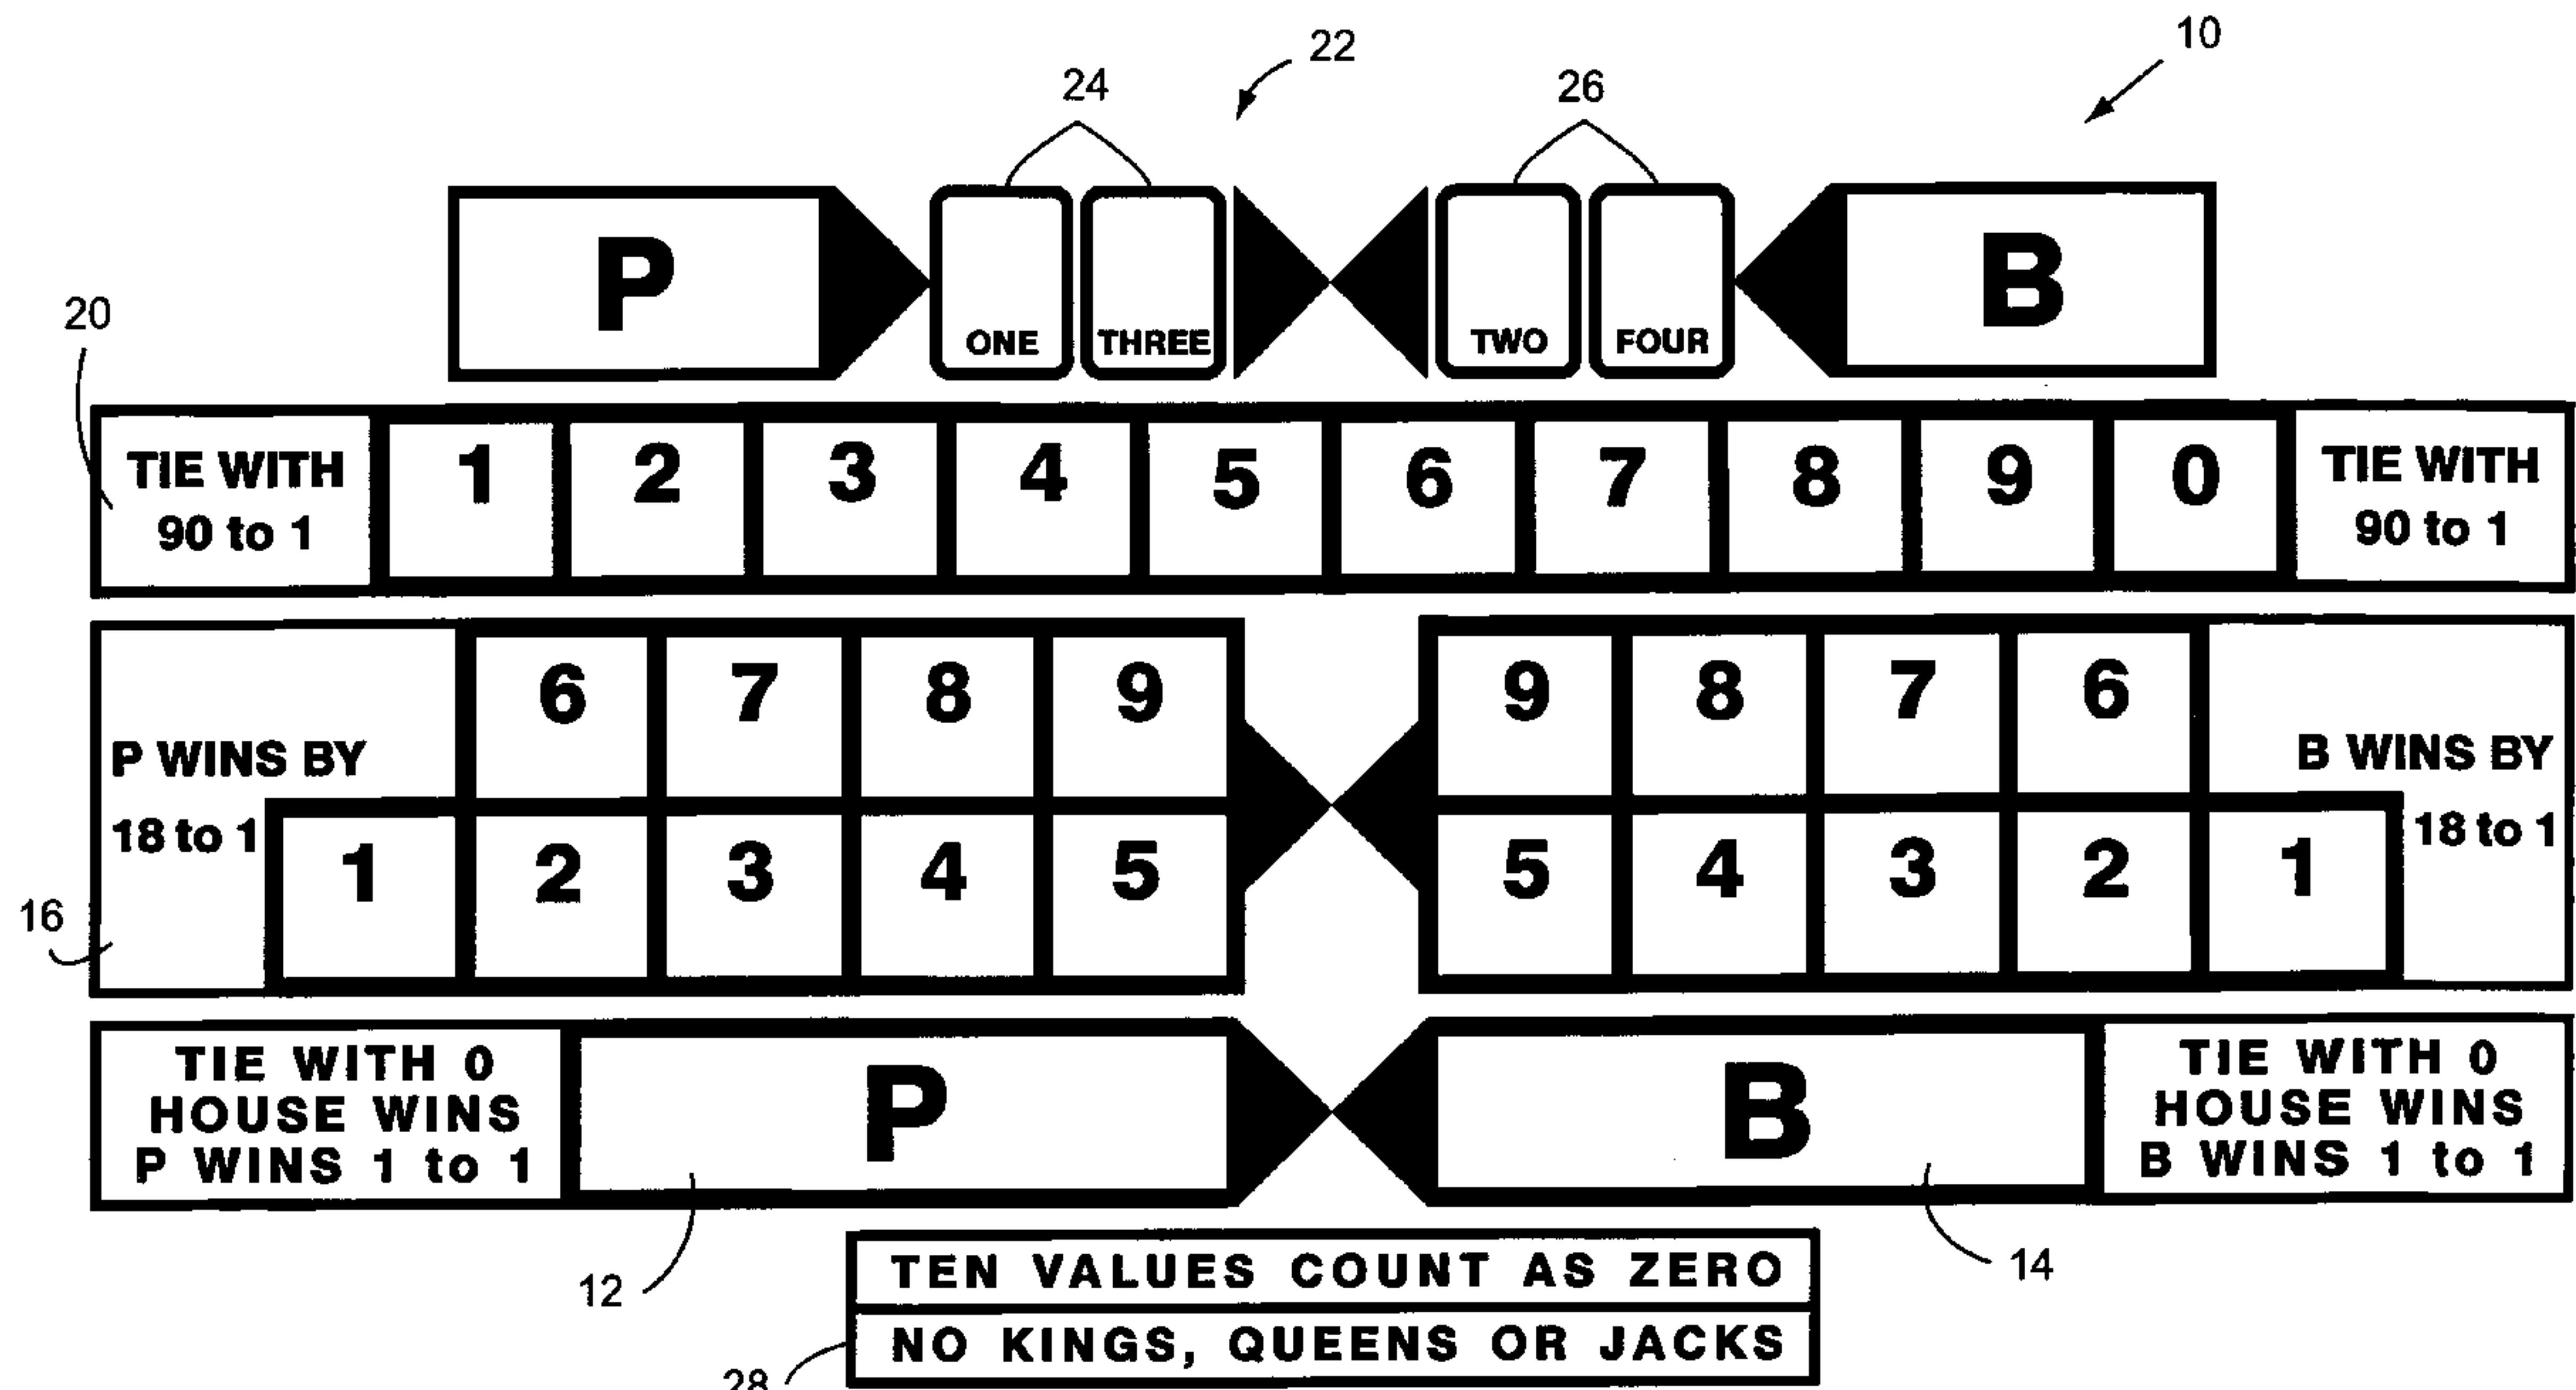 10
22
24
26
P
ONE
THREE
TWO
FOUR
B
20
TIE WITH
90 to 1
1 2 3 4 5 6 7 8 9 0
TIE WITH
90 to 1
P WINS BY
18 to 1
6 7 8 9
1 2 3 4 5
9 8 7 6
5 4 3 2 1
B WINS BY
18 to 1
16
TIE WITH 0
HOUSE WINS
P WINS 1 to 1
P
B
TIE WITH 0
HOUSE WINS
B WINS 1 to 1
12
14
TEN VALUES COUNT AS ZERO
NO KINGS, QUEENS OR JACKS
28